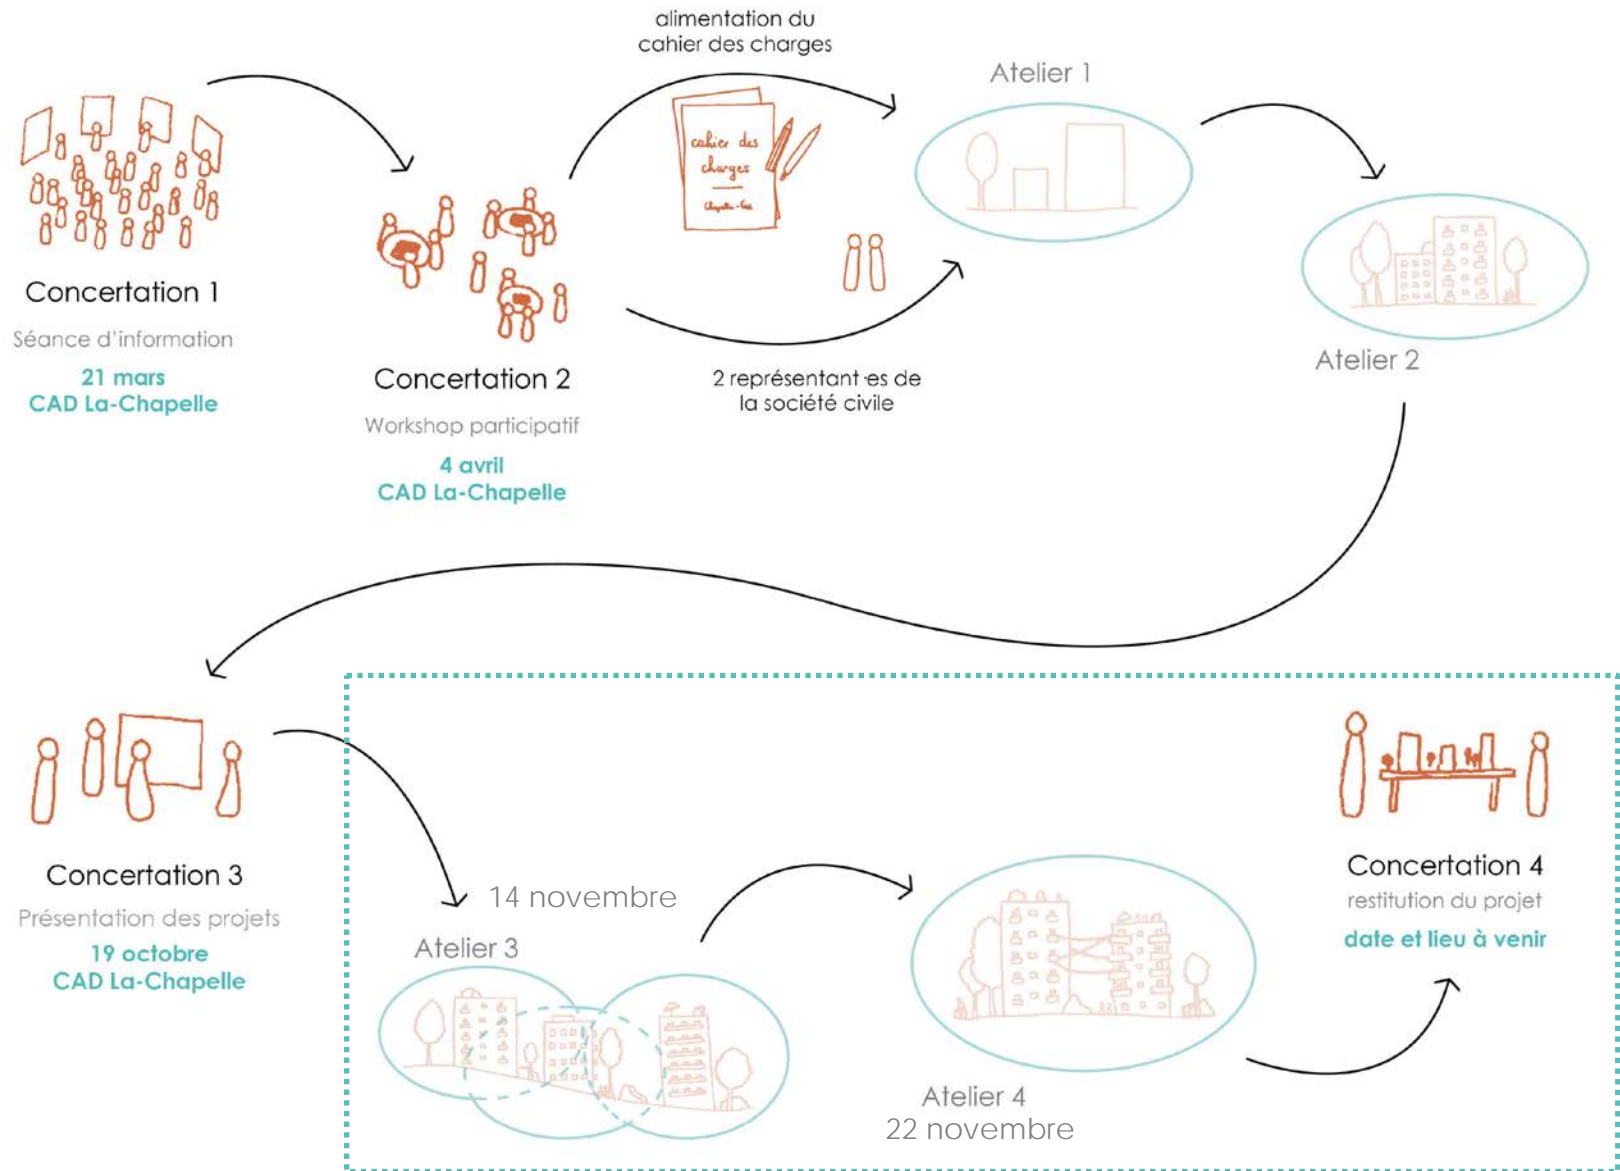 alimentation du
cahier des charges
cahier des
charges
Atelier 1
Concertation 1
Séance d'information
21 mars
CAD La-Chapelle
Concertation 2
Workshop participatif
4 avril
CAD La-Chapelle
2 représentant·es de
la société civile
Atelier 2
Concertation 3
Présentation des projets
19 octobre
CAD La-Chapelle
14 novembre
Atelier 3
Atelier 4
22 novembre
Concertation 4
restitution du projet
date et lieu à venir